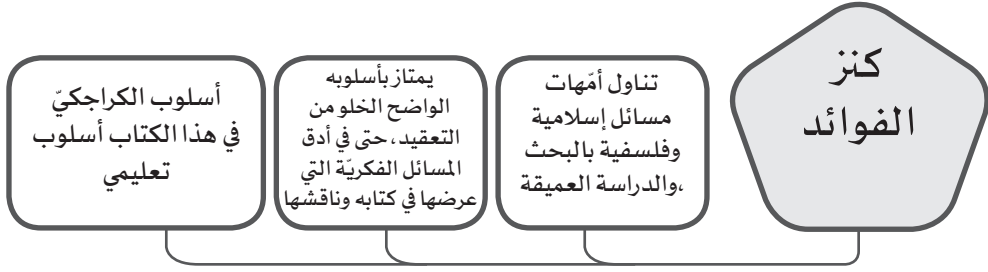 كنز
الفوائد
تناول أمّهات
مسائل إسلامية
وفلسفية بالبحث
،والدراسة العميقة
يمتاز بأسلوبه
الواضح الخلو من
التعقيد، حتى في أدق
المسائل الفكريّة التي
عرضها في كتابه وناقشها
أسلوب الكراجكيّ
في هذا الكتاب أسلوب
تعليمي